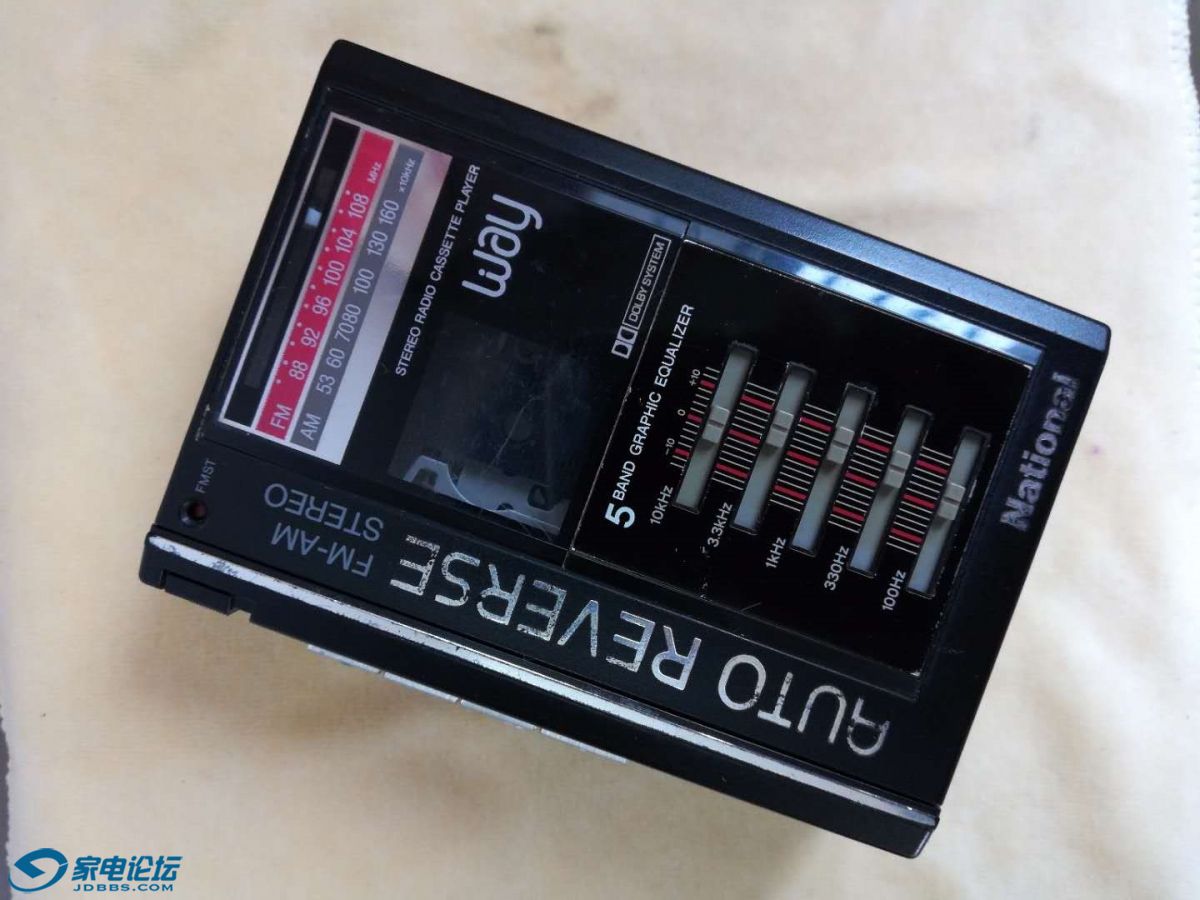 FM 88 92 96 100 104 108 MHz
AM 53 60 70 80 100 130 160 ×10kHz
STEREO RADIO CASSETTE PLAYER
way
DOLBY SYSTEM
FM ST
FM-AM
STEREO
AUTO REVERSE
5 BAND GRAPHIC EQUALIZER
-10 0 +10
10kHz
3.3kHz
1kHz
330Hz
100Hz
National
家电论坛
JDBBS.COM